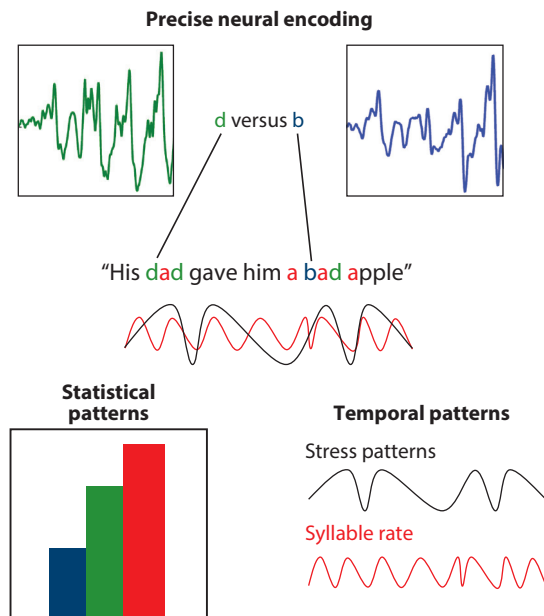 Precise neural encoding
d versus b
“His dad gave him a bad apple”
Statistical
patterns
Temporal patterns
Stress patterns
Syllable rate